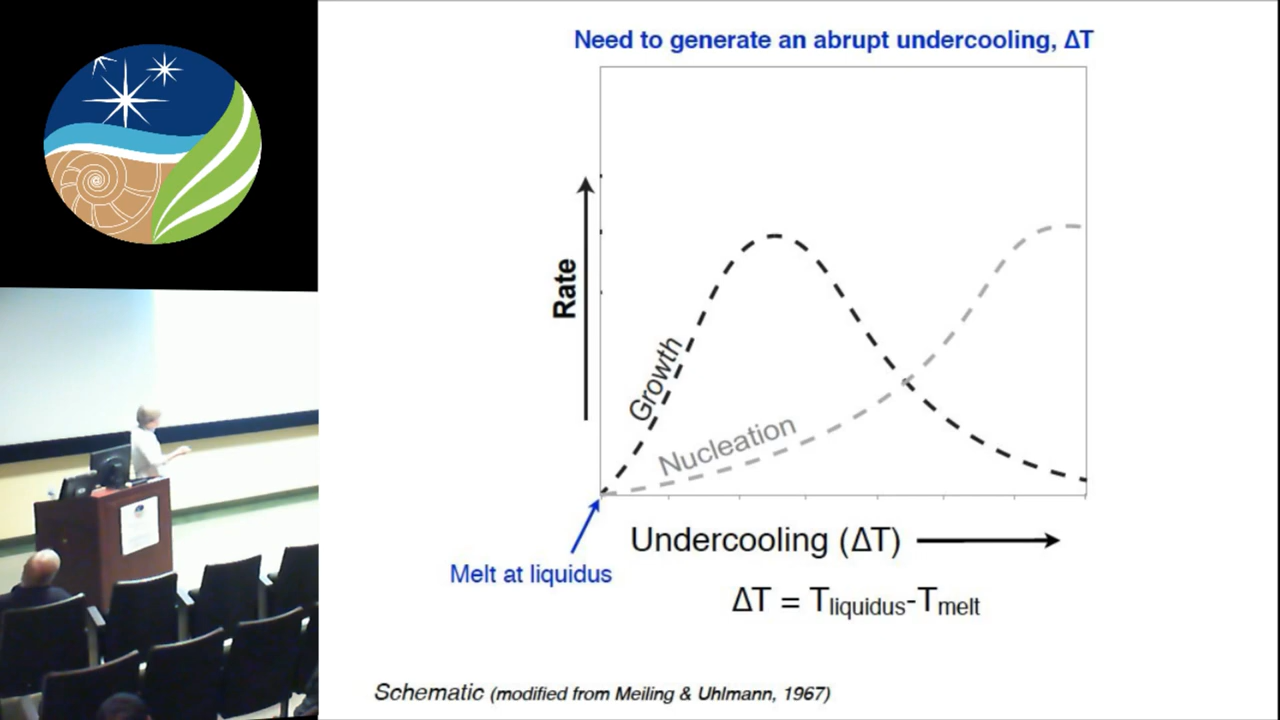 Need to generate an abrupt undercooling, ΔT
Rate
Growth
Nucleation
Melt at liquidus
Undercooling (ΔT)
ΔT = Tliquidus-Tmelt
Schematic (modified from Meiling & Uhlmann, 1967)